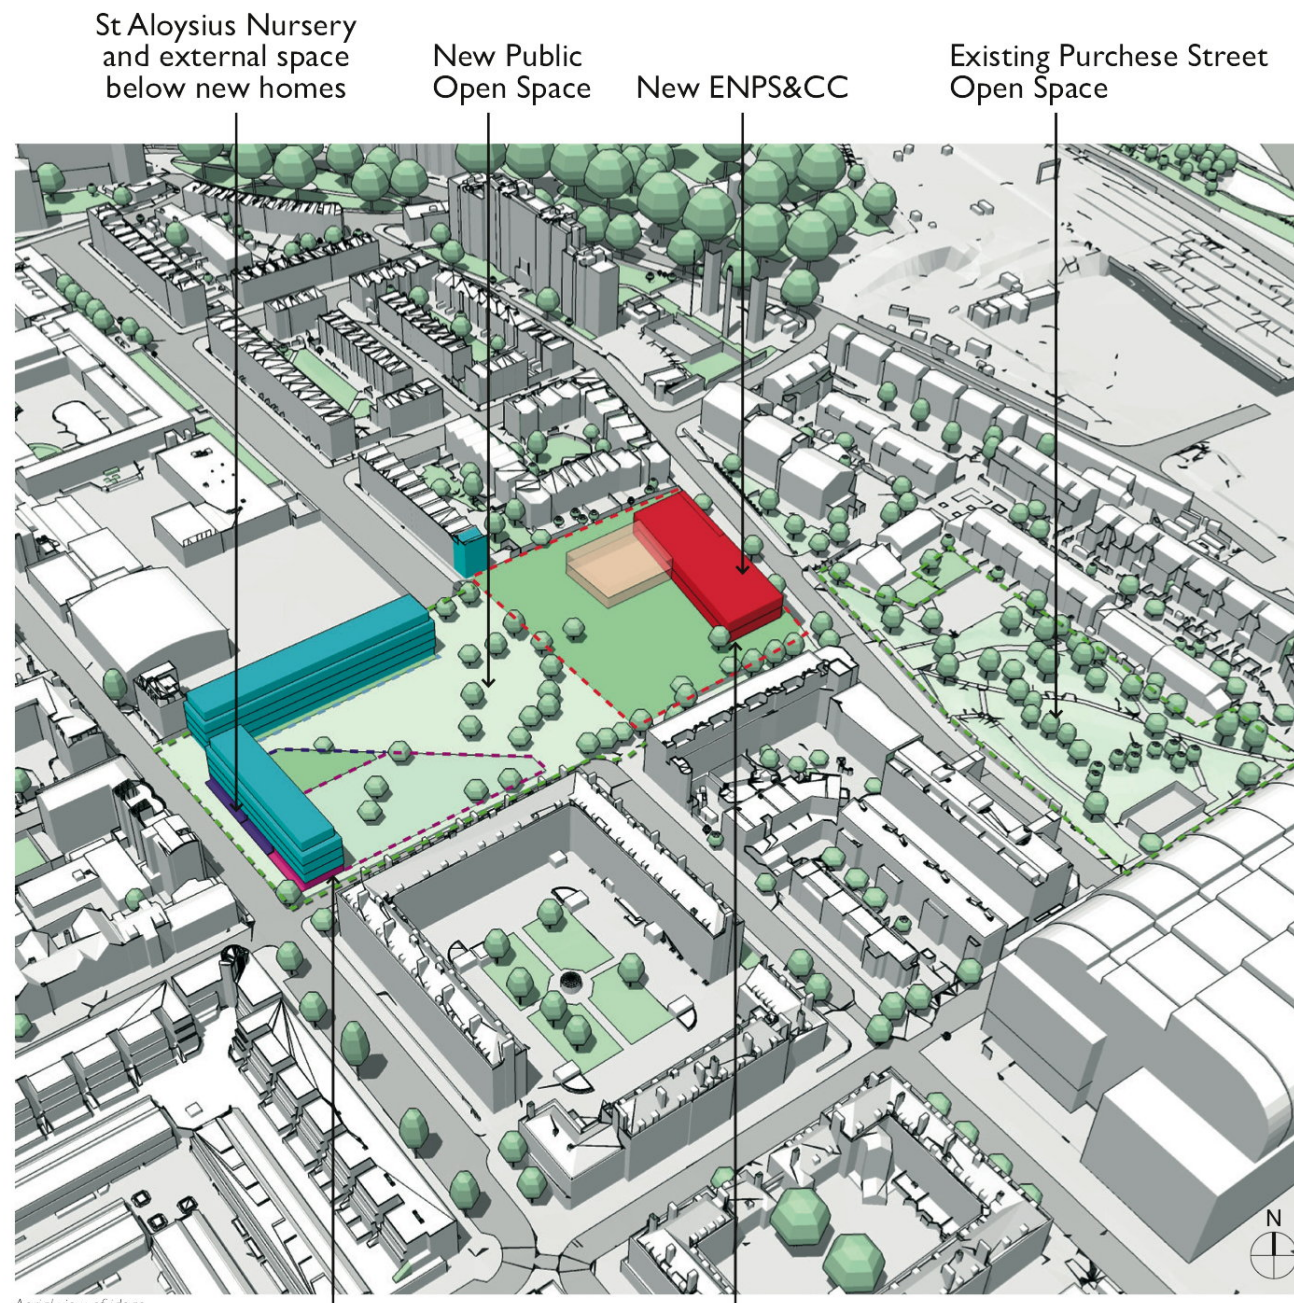 St Aloysius Nursery
and external space
below new homes
New Public
Open Space
New ENPS&CC
Existing Purchese Street
Open Space
N